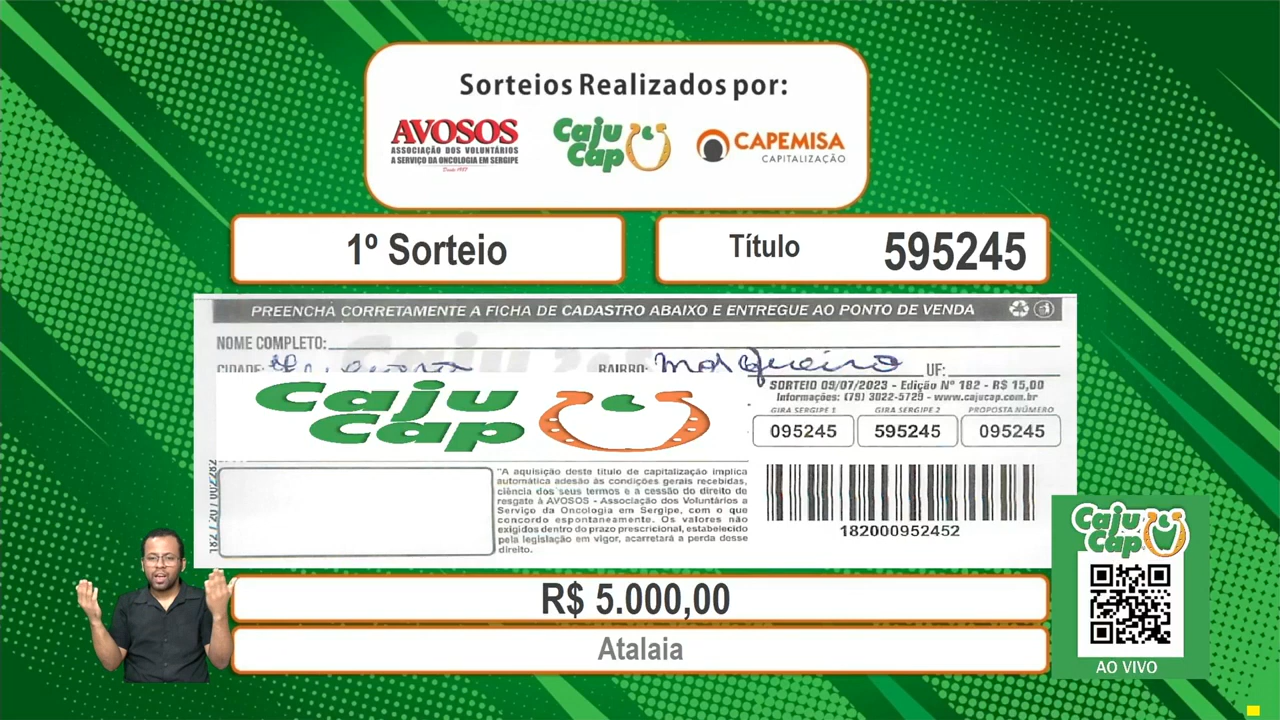 Sorteios Realizados por:
AVOSOS
ASSOCIAÇÃO DOS VOLUNTÁRIOS
A SERVIÇO DA ONCOLOGIA EM SERGIPE
Desde 1987
Caju
Cap
CAPEMISA
CAPITALIZAÇÃO
1º Sorteio
Título
595245
PREENCHA CORRETAMENTE A FICHA DE CADASTRO ABAIXO E ENTREGUE AO PONTO DE VENDA
NOME COMPLETO:
CIDADE:
BAIRRO: Mosqueiro
UF:
SORTEIO 09/07/2023 - Edição Nº 182 - R$ 15,00
Informações: (79) 3022-5729 - www.cajucap.com.br
Caju
Cap
GIRA SERGIPE 1
GIRA SERGIPE 2
PROPOSTA NÚMERO
095245
595245
095245
"A aquisição deste título de capitalização implica
automática adesão às condições gerais recebidas,
ciência dos seus termos e a cessão do direito de
resgate à AVOSOS - Associação dos Voluntários a
Serviço da Oncologia em Sergipe, com o que
concordo espontaneamente. Os valores não
exigidos dentro do prazo prescricional, estabelecido
pela legislação em vigor, acarretará a perda desse
direito.
182000952452
R$ 5.000,00
Atalaia
Caju
Cap
AO VIVO